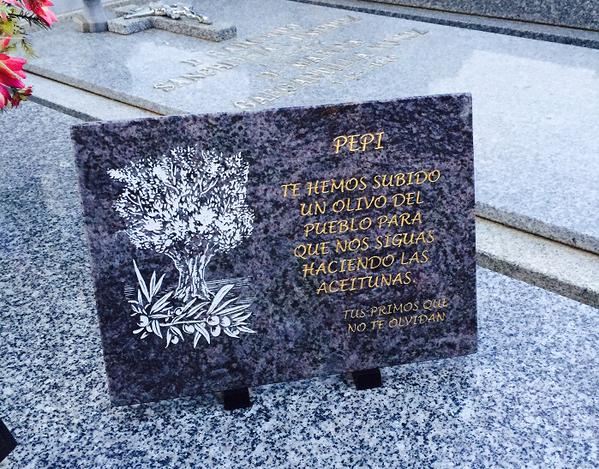 PEPI
TE HEMOS SUBIDO
UN OLIVO DEL
PUEBLO PARA
QUE NOS SIGUAS
HACIENDO LAS
ACEITUNAS.
TUS PRIMOS QUE
NO TE OLVIDAN